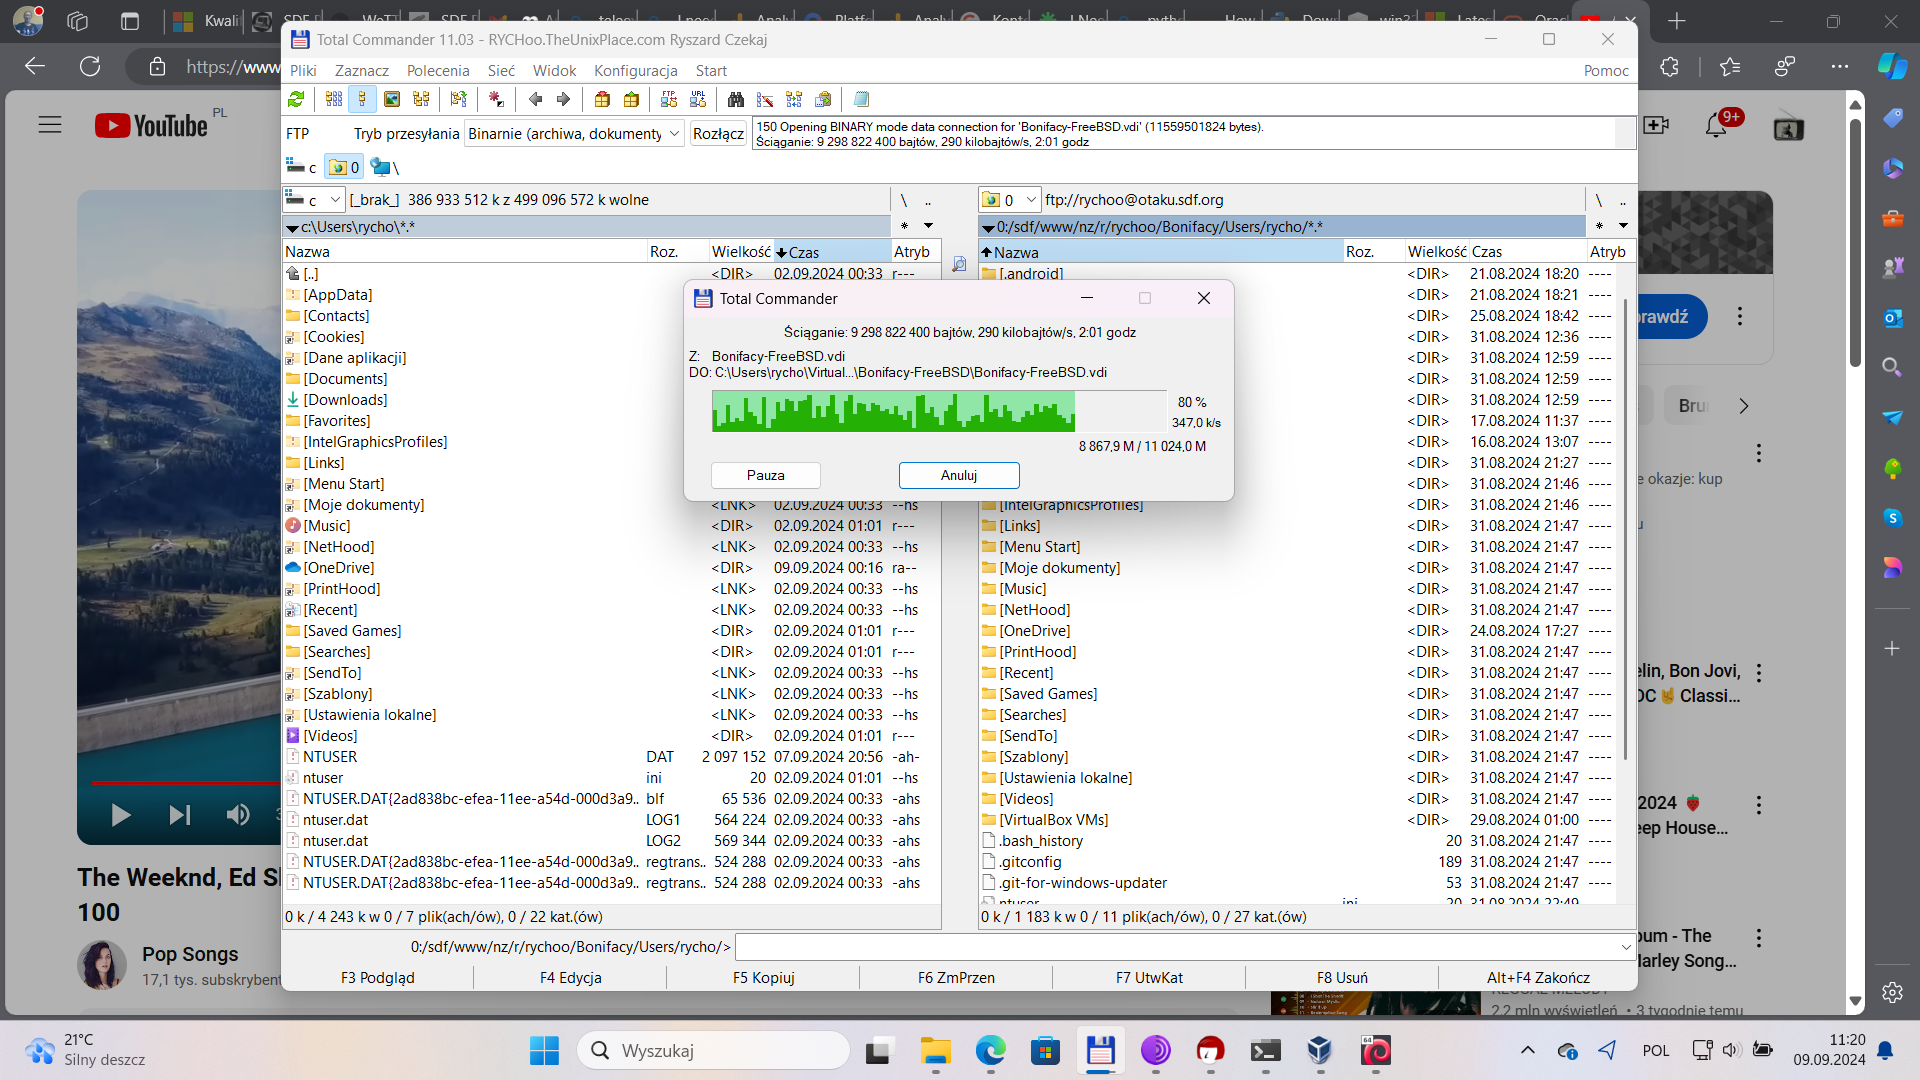 Kwalif
SDF
https://www
Total Commander 11.03 - RYCHoo.TheUnixPlace.com Ryszard Czekaj
Pliki Zaznacz Polecenia Sieć Widok Konfiguracja Start Pomoc
FTP Tryb przesyłania Binarnie (archiwa, dokumenty Rozłącz
150 Opening BINARY mode data connection for 'Bonifacy-FreeBSD.vdi' (11559501824 bytes).
Ściąganie: 9 298 822 400 bajtów, 290 kilobajtów/s, 2:01 godz
c 0 \
c [_brak_] 386 933 512 k z 499 096 572 k wolne \ ..
0 ftp://rychoo@otaku.sdf.org \ ..
c:\Users\rycho\*.* *
0:/sdf/www/nz/r/rychoo/Bonifacy/Users/rycho/*.* *
Nazwa Roz. Wielkość Czas Atryb
[..] <DIR> 02.09.2024 00:33 r---
[AppData]
[Contacts]
[Cookies]
[Dane aplikacji]
[Documents]
[Downloads]
[Favorites]
[IntelGraphicsProfiles]
[Links]
[Menu Start]
[Moje dokumenty] <LNK> 02.09.2024 00:33 --hs
[Music] <DIR> 02.09.2024 01:01 r---
[NetHood] <LNK> 02.09.2024 00:33 --hs
[OneDrive] <DIR> 09.09.2024 00:16 ra--
[PrintHood] <LNK> 02.09.2024 00:33 --hs
[Recent] <LNK> 02.09.2024 00:33 --hs
[Saved Games] <DIR> 02.09.2024 01:01 r---
[Searches] <DIR> 02.09.2024 01:01 r---
[SendTo] <LNK> 02.09.2024 00:33 --hs
[Szablony] <LNK> 02.09.2024 00:33 --hs
[Ustawienia lokalne] <LNK> 02.09.2024 00:33 --hs
[Videos] <DIR> 02.09.2024 01:01 r---
NTUSER DAT 2 097 152 07.09.2024 20:56 -ah-
ntuser ini 20 02.09.2024 01:01 --hs
NTUSER.DAT{2ad838bc-efea-11ee-a54d-000d3a9.. blf 65 536 02.09.2024 00:33 -ahs
ntuser.dat LOG1 564 224 02.09.2024 00:33 -ahs
ntuser.dat LOG2 569 344 02.09.2024 00:33 -ahs
NTUSER.DAT{2ad838bc-efea-11ee-a54d-000d3a9.. regtrans.. 524 288 02.09.2024 00:33 -ahs
NTUSER.DAT{2ad838bc-efea-11ee-a54d-000d3a9.. regtrans.. 524 288 02.09.2024 00:33 -ahs
0 k / 4 243 k w 0 / 7 plik(ach/ów), 0 / 22 kat.(ów)
Nazwa Roz. Wielkość Czas Atryb
[.android] <DIR> 21.08.2024 18:20 ----
<DIR> 21.08.2024 18:21 ----
<DIR> 25.08.2024 18:42 ----
<DIR> 31.08.2024 12:36 ----
<DIR> 31.08.2024 12:59 ----
<DIR> 31.08.2024 12:59 ----
<DIR> 31.08.2024 12:59 ----
<DIR> 17.08.2024 11:37 ----
<DIR> 16.08.2024 13:07 ----
<DIR> 31.08.2024 21:27 ----
<DIR> 31.08.2024 21:46 ----
[IntelGraphicsProfiles] <DIR> 31.08.2024 21:46 ----
[Links] <DIR> 31.08.2024 21:47 ----
[Menu Start] <DIR> 31.08.2024 21:47 ----
[Moje dokumenty] <DIR> 31.08.2024 21:47 ----
[Music] <DIR> 31.08.2024 21:47 ----
[NetHood] <DIR> 31.08.2024 21:47 ----
[OneDrive] <DIR> 24.08.2024 17:27 ----
[PrintHood] <DIR> 31.08.2024 21:47 ----
[Recent] <DIR> 31.08.2024 21:47 ----
[Saved Games] <DIR> 31.08.2024 21:47 ----
[Searches] <DIR> 31.08.2024 21:47 ----
[SendTo] <DIR> 31.08.2024 21:47 ----
[Szablony] <DIR> 31.08.2024 21:47 ----
[Ustawienia lokalne] <DIR> 31.08.2024 21:47 ----
[Videos] <DIR> 31.08.2024 21:47 ----
[VirtualBox VMs] <DIR> 29.08.2024 01:00 ----
.bash_history 20 31.08.2024 21:47 ----
.gitconfig 189 31.08.2024 21:47 ----
.git-for-windows-updater 53 31.08.2024 21:47 ----
ntuser ini 20 31.08.2024 22:49 ----
0 k / 1 183 k w 0 / 11 plik(ach/ów), 0 / 27 kat.(ów)
Total Commander
Ściąganie: 9 298 822 400 bajtów, 290 kilobajtów/s, 2:01 godz
Z: Bonifacy-FreeBSD.vdi
DO: C:\Users\rycho\Virtual...\Bonifacy-FreeBSD\Bonifacy-FreeBSD.vdi
80 %
347,0 k/s
8 867,9 M / 11 024,0 M
Pauza Anuluj
0:/sdf/www/nz/r/rychoo/Bonifacy/Users/rycho/>
F3 Podgląd F4 Edycja F5 Kopiuj F6 ZmPrzen F7 UtwKat F8 Usuń Alt+F4 Zakończ
YouTube PL
9+
rawdź
Bru
e okazje: kup
elin, Bon Jovi,
DC🤘 Classi...
2024 🍓
eep House...
bum - The
Marley Song...
2,2 mln wyświetleń • 3 tygodnie temu
The Weeknd, Ed S
100
Pop Songs
17,1 tys. subskrybent
21°C
Silny deszcz
Wyszukaj
64
POL
11:20
09.09.2024